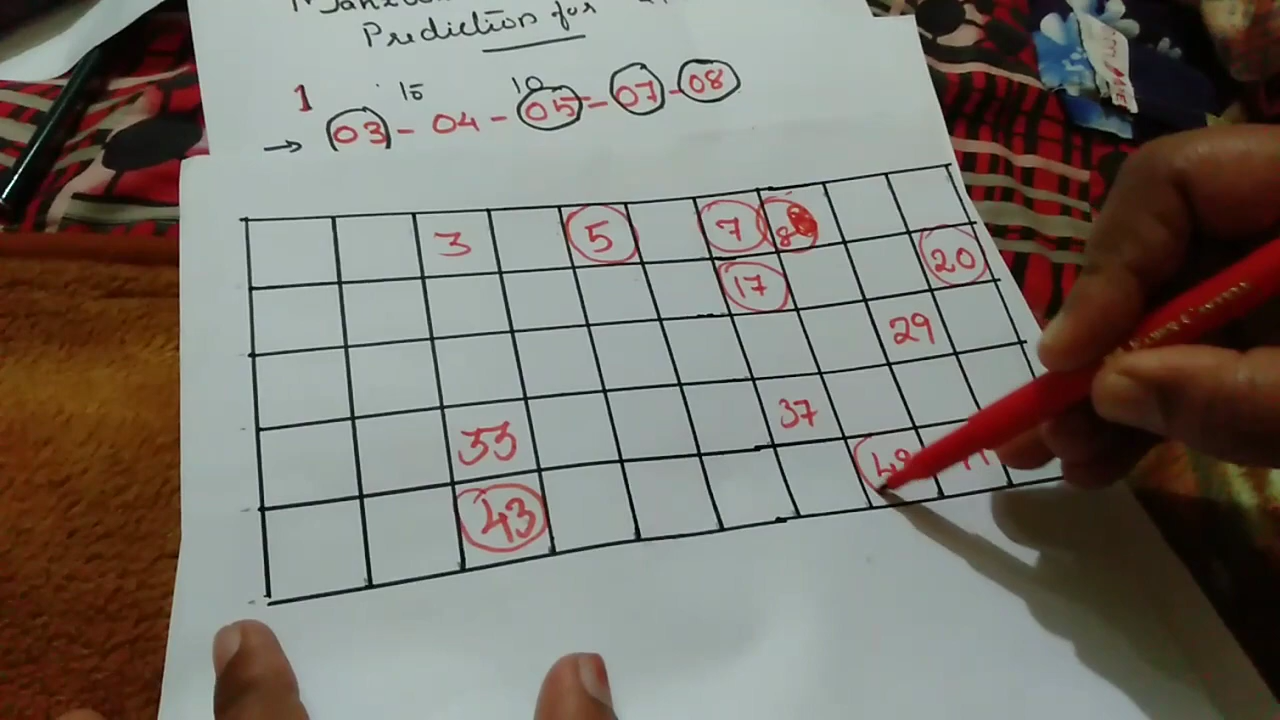 Prediction for
1 15 10
→ 03 - 04 - 05 - 07 - 08
3 5 7 8
17 20
29
33 37
43 48